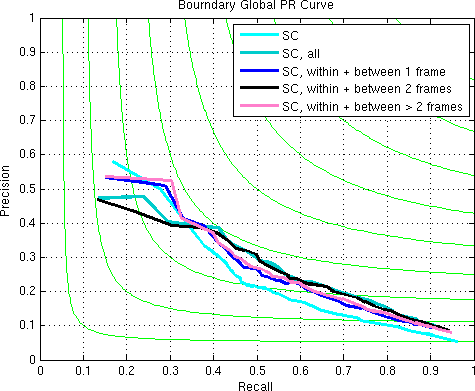 Bourndary Global PR Curve
SC
SC, all
SC, within + between 1 frame
SC, within + between 2 frames
SC, within + between > 2 frames
Precision
1
0.9
0.8
0.7
0.6
0.5
0.4
0.3
0.2
0.1
0
0 0.1 0.2 0.3 0.4 0.5 0.6 0.7 0.8 0.9
Recall